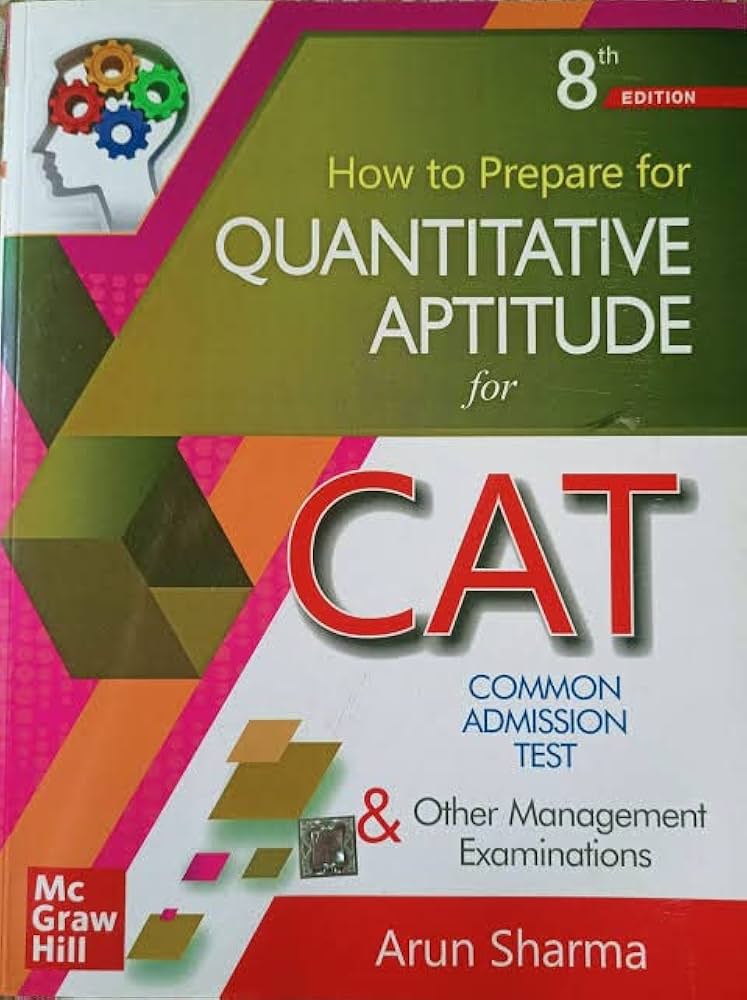 8th
EDITION
How to Prepare for
QUANTITATIVE
APTITUDE
for
CAT
COMMON
ADMISSION
TEST
& Other Management
Examinations
Mc
Graw
Hill
Arun Sharma